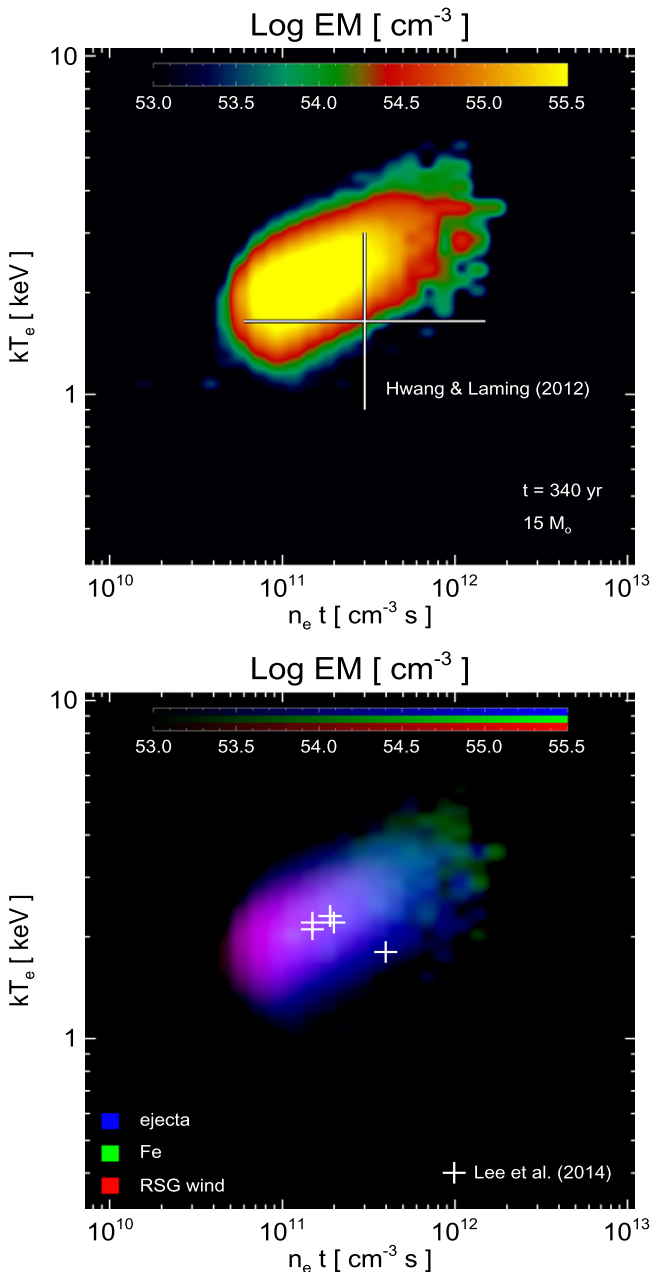 Log EM [ cm⁻³ ]
10
53.0 53.5 54.0 54.5 55.0 55.5
kTₑ [ keV ]
Hwang & Laming (2012)
1
t = 340 yr
15 Mₒ
10¹⁰ 10¹¹ 10¹² 10¹³
nₑ t [ cm⁻³ s ]
Log EM [ cm⁻³ ]
10
53.0 53.5 54.0 54.5 55.0 55.5
kTₑ [ keV ]
1
ejecta
Fe
RSG wind
Lee et al. (2014)
10¹⁰ 10¹¹ 10¹² 10¹³
nₑ t [ cm⁻³ s ]